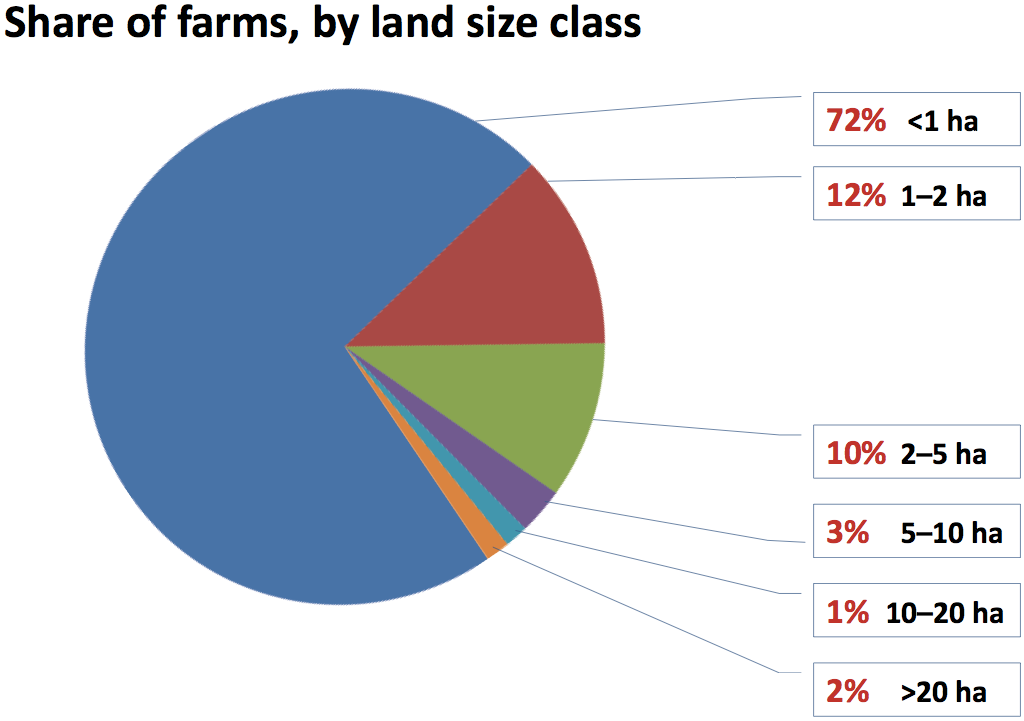 Share of farms, by land size class
72% <1 ha
12% 1–2 ha
10% 2–5 ha
3% 5–10 ha
1% 10–20 ha
2% >20 ha